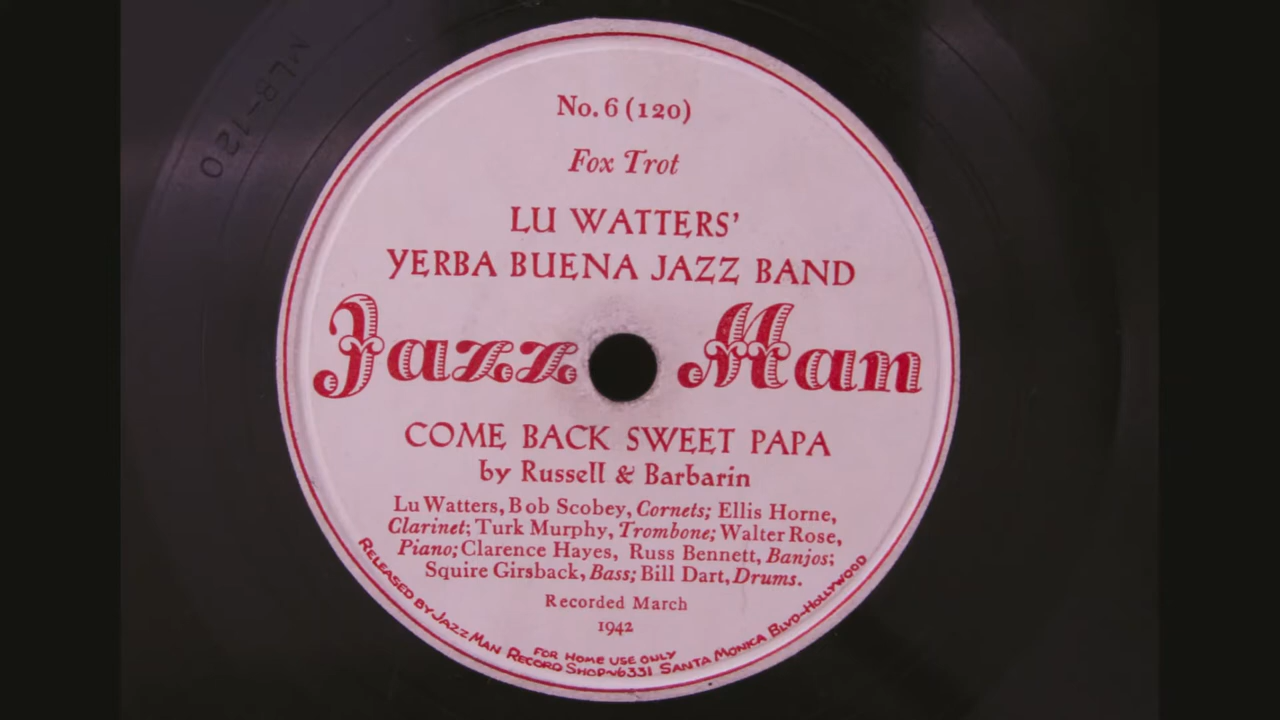 No. 6 (120)
Fox Trot
LU WATTERS'
YERBA BUENA JAZZ BAND
Jazz Man
COME BACK SWEET PAPA
by Russell & Barbarin
Lu Watters, Bob Scobey, Cornets; Ellis Horne,
Clarinet; Turk Murphy, Trombone; Walter Rose,
Piano; Clarence Hayes, Russ Bennett, Banjos;
Squire Girsback, Bass; Bill Dart, Drums.
Recorded March
1942
FOR HOME USE ONLY
RELEASED BY JAZZ MAN RECORD SHOP~6331 SANTA MONICA BLVD~HOLLYWOOD
MLB-120